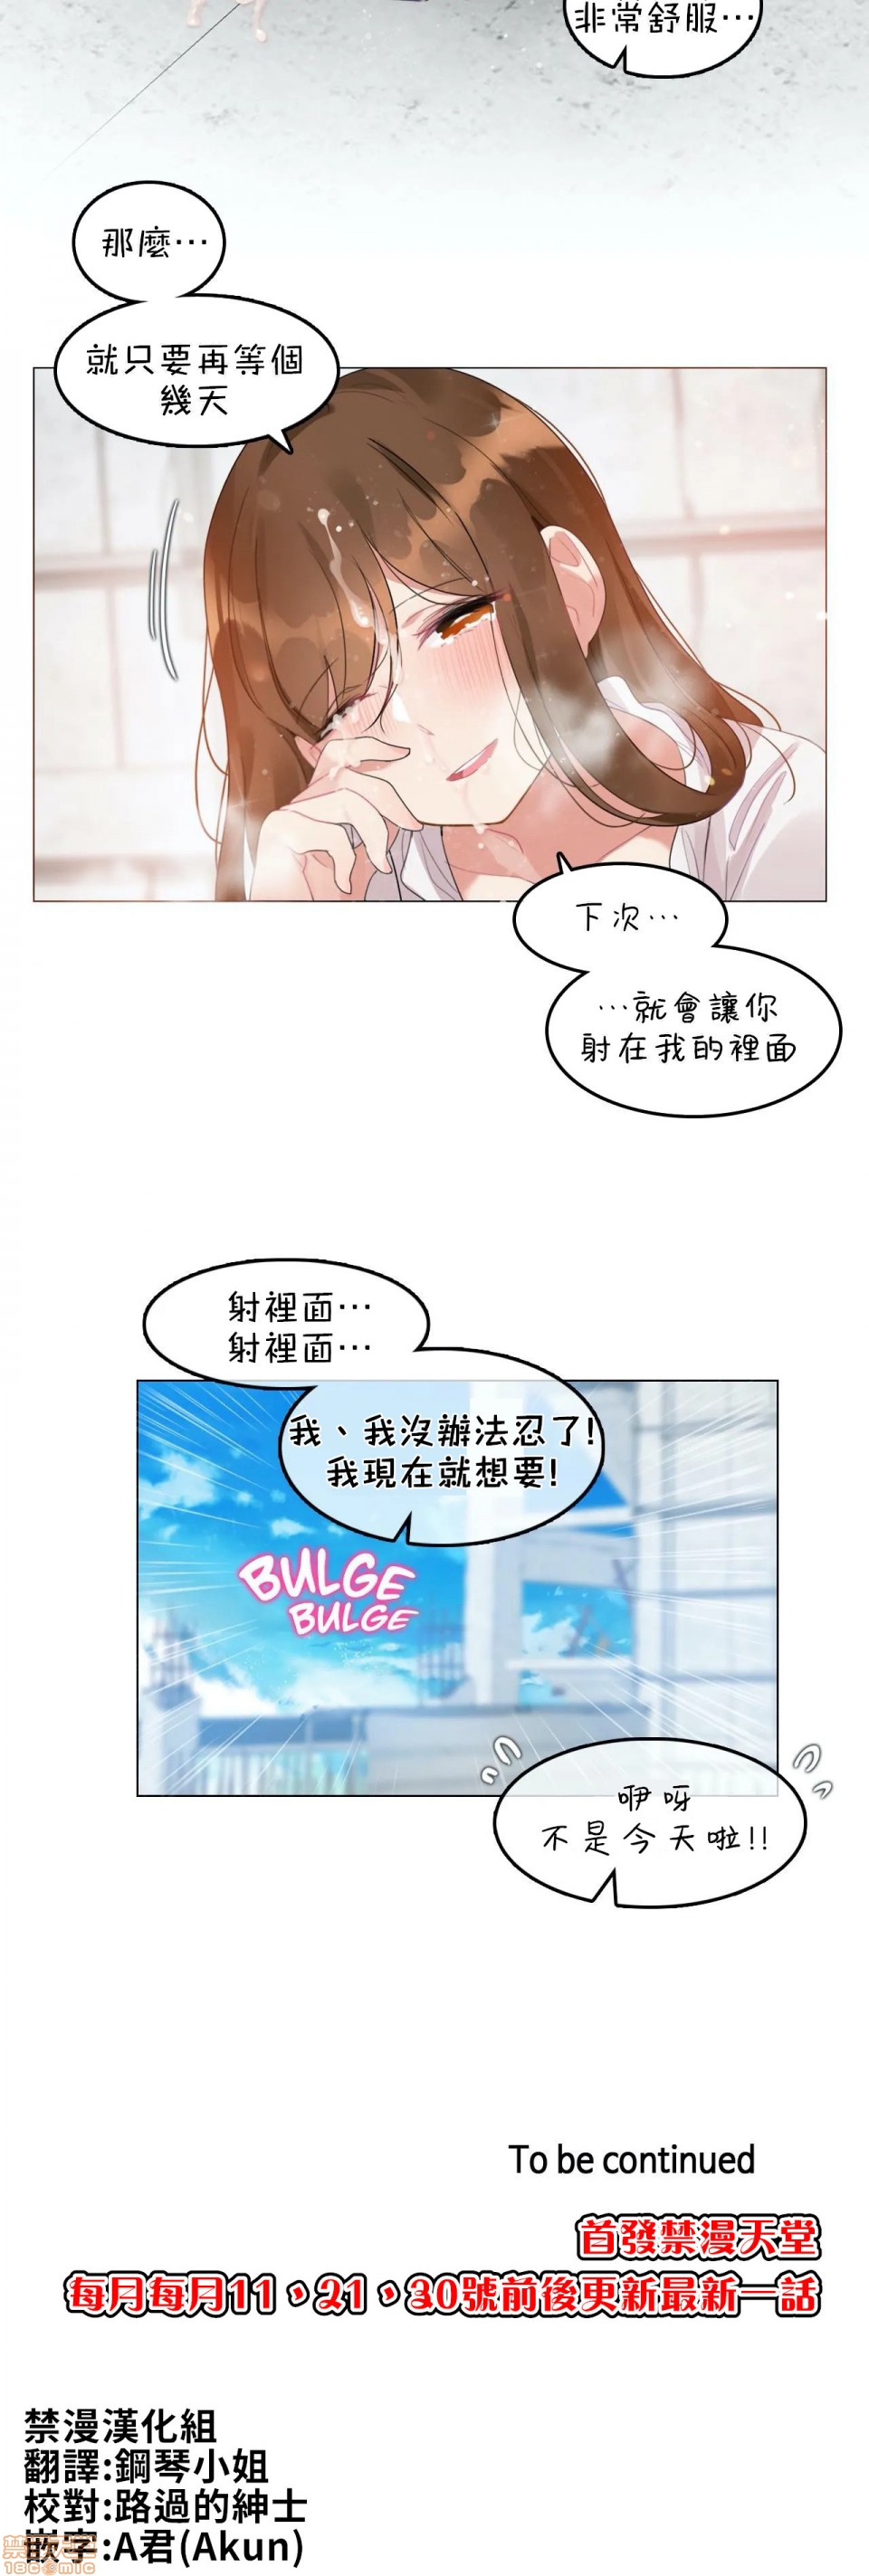 非常舒服…
那麼…
就只要再等個
幾天
下次…
…就會讓你
射在我的裡面
射裡面…
射裡面…
我、我沒辦法忍了!
我現在就想要!
BULGE
BULGE
咿呀
不是今天啦!!
To be continued
首發禁漫天堂
每月每月11，21，30號前後更新最新一話
禁漫漢化組
翻譯:鋼琴小姐
校對:路過的紳士
嵌字:A君(Akun)
禁漫天堂
18COMIC